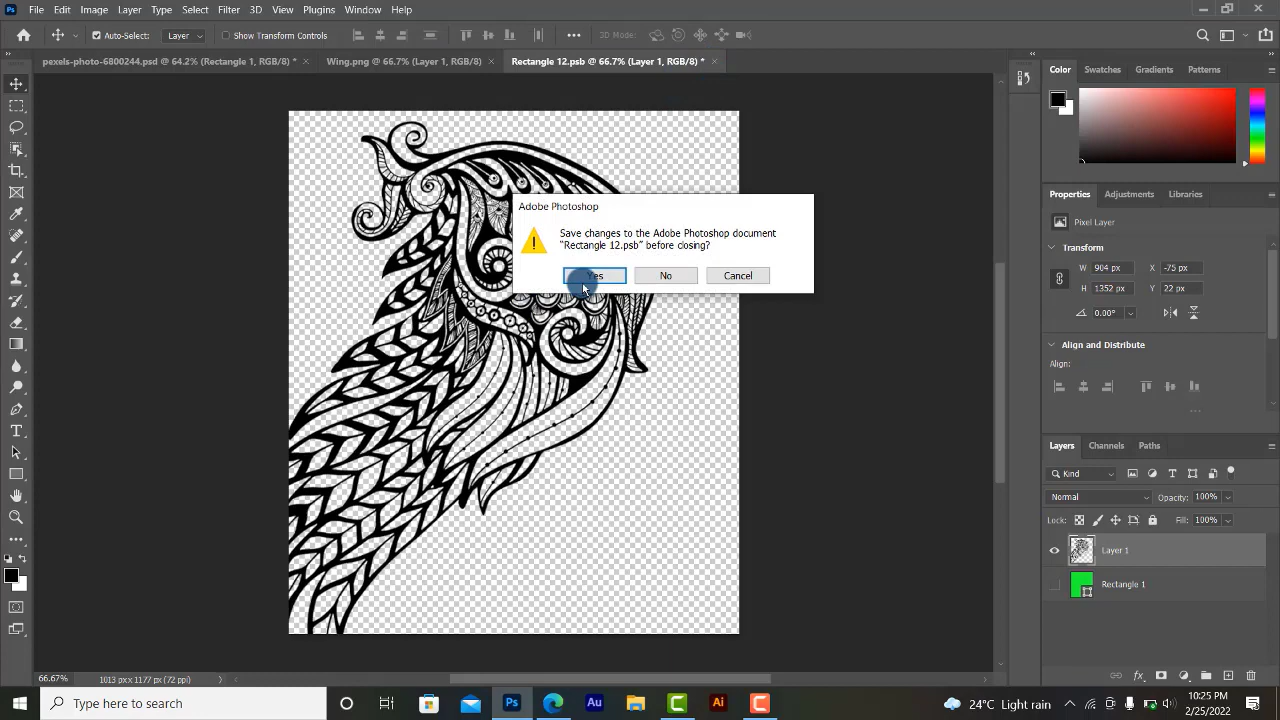 Ps File Edit Image Layer Type Select Filter 3D View Plugins Window Help
Auto-Select: Layer Show Transform Controls 3D Mode:
pexels-photo-6800244.psd @ 64.2% (Rectangle 1, RGB/8) * Wing.png @ 66.7% (Layer 1, RGB/8) Rectangle 12.psb @ 66.7% (Layer 1, RGB/8) *
Color Swatches Gradients Patterns
Adobe Photoshop
Save changes to the Adobe Photoshop document
“Rectangle 12.psb” before closing?
Yes No Cancel
Properties Adjustments Libraries
Pixel Layer
Transform
W 904 px X -75 px
H 1352 px Y 22 px
0.00°
Align and Distribute
Align:
Layers Channels Paths
Kind
Normal Opacity: 100%
Lock: Fill: 100%
Layer 1
Rectangle 1
66.67% 1013 px x 1177 px (72 ppi)
Type here to search
Ps Au Ai
24°C Light rain
10:25 PM
2/25/2022